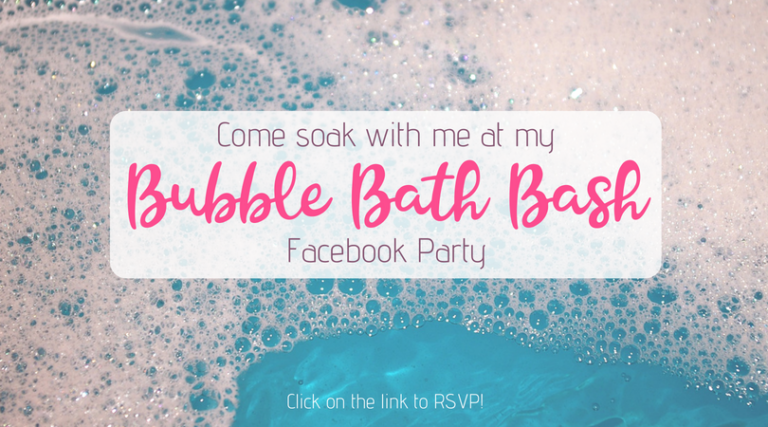 Come soak with me at my
Bubble Bath Bash
Facebook Party
Click on the link to RSVP!